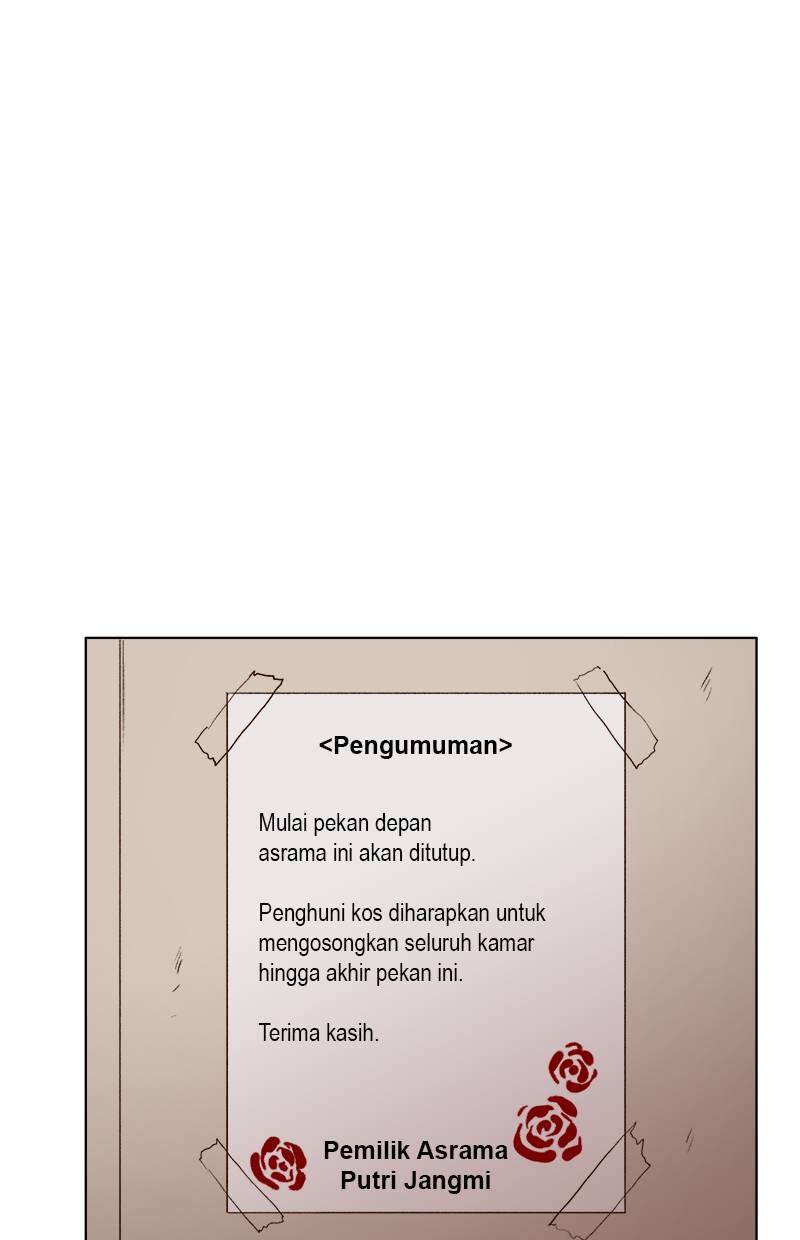 <Pengumuman>
Mulai pekan depan
asrama ini akan ditutup.
Penghuni kos diharapkan untuk
mengosongkan seluruh kamar
hingga akhir pekan ini.
Terima kasih.
Pemilik Asrama
Putri Jangmi